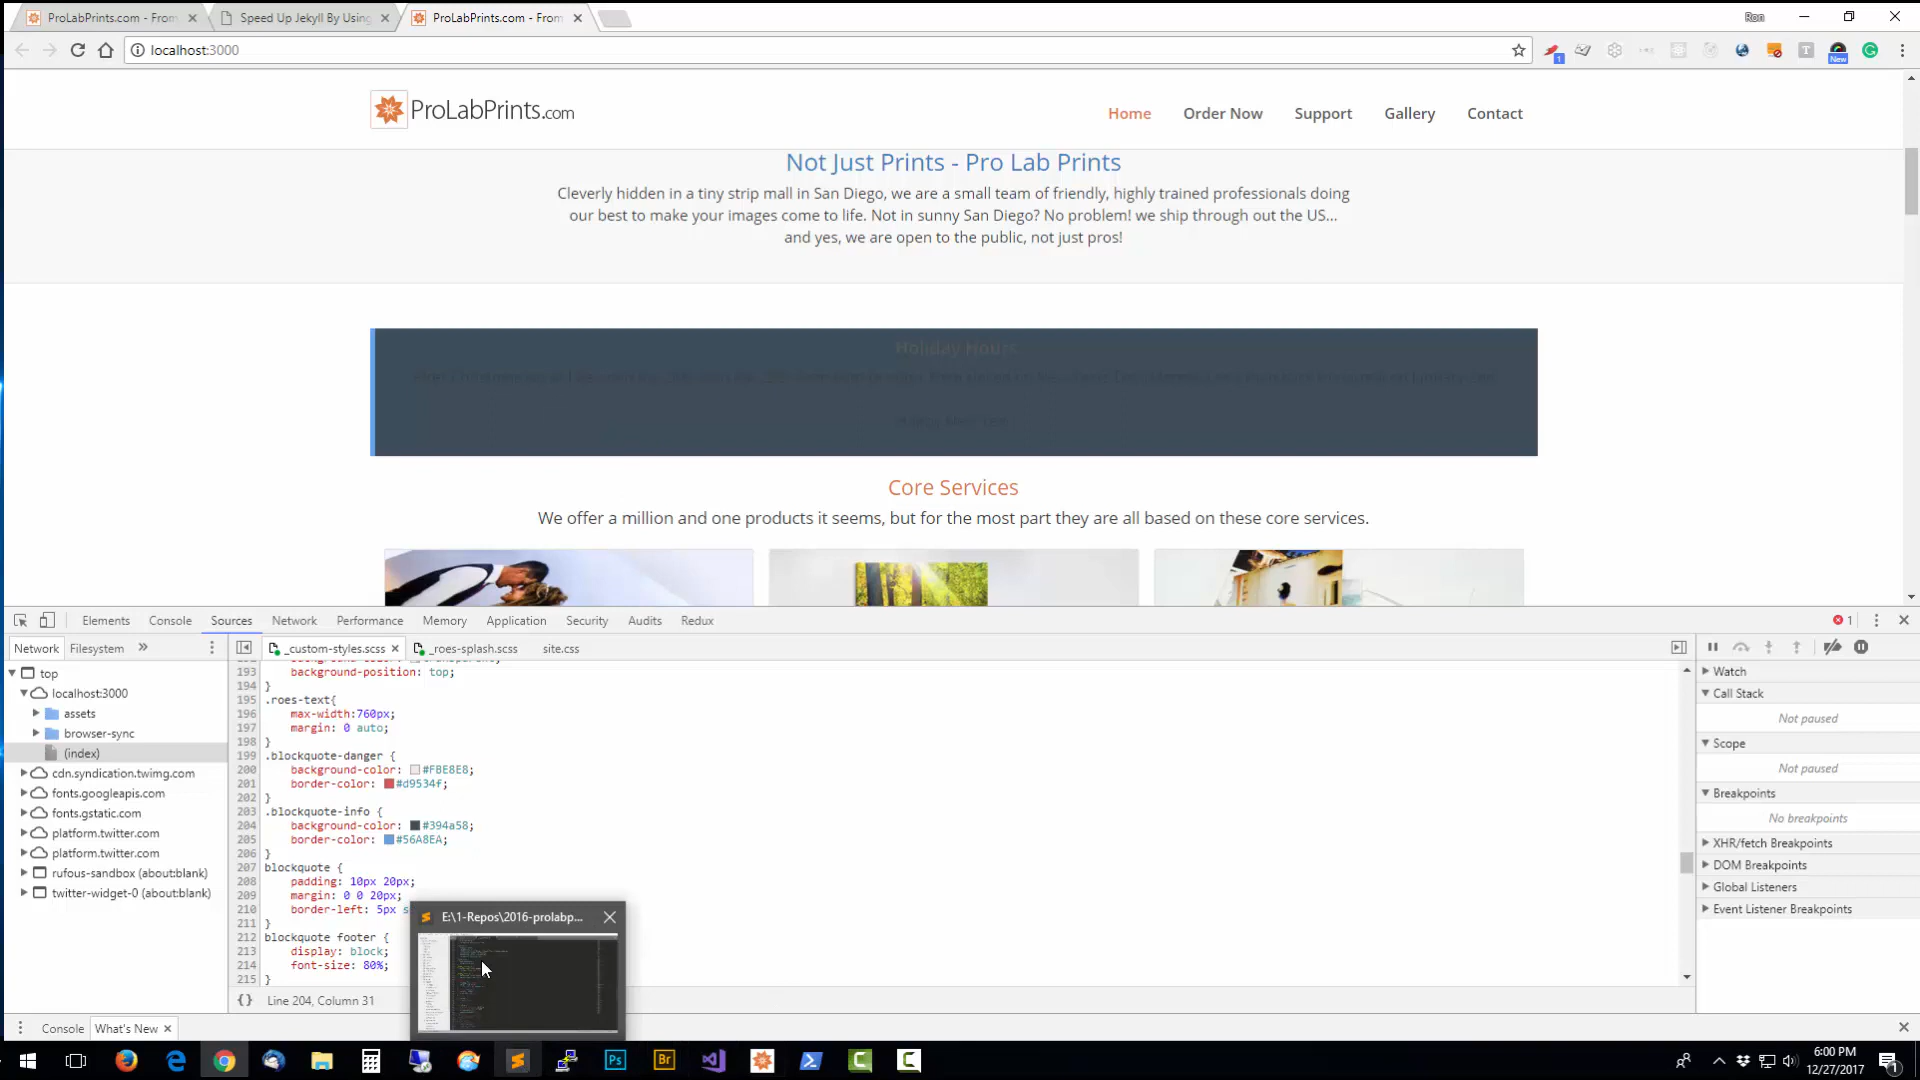 ProLabPrints.com - From
Speed Up Jekyll By Using
ProLabPrints.com - From
Ron
localhost:3000
1
New
ProLabPrints.com
Home
Order Now
Support
Gallery
Contact
Not Just Prints - Pro Lab Prints
Cleverly hidden in a tiny strip mall in San Diego, we are a small team of friendly, highly trained professionals doing
our best to make your images come to life. Not in sunny San Diego? No problem! we ship through out the US...
and yes, we are open to the public, not just pros!
Holiday Hours
Core Services
We offer a million and one products it seems, but for the most part they are all based on these core services.
Elements
Console
Sources
Network
Performance
Memory
Application
Security
Audits
Redux
1
Network
Filesystem
_custom-styles.scss
_roes-splash.scss
site.css
top
localhost:3000
assets
browser-sync
(index)
cdn.syndication.twimg.com
fonts.googleapis.com
fonts.gstatic.com
platform.twitter.com
platform.twitter.com
rufous-sandbox (about:blank)
twitter-widget-0 (about:blank)
193 background-position: top;
194 }
195 .roes-text{
196 max-width:760px;
197 margin: 0 auto;
198 }
199 .blockquote-danger {
200 background-color: #FBE8E8;
201 border-color: #d9534f;
202 }
203 .blockquote-info {
204 background-color: #394a58;
205 border-color: #56A8EA;
206 }
207 blockquote {
208 padding: 10px 20px;
209 margin: 0 0 20px;
210 border-left: 5px s
211 }
212 blockquote footer {
213 display: block;
214 font-size: 80%;
215 }
{} Line 204, Column 31
E:\1-Repos\2016-prolabp...
Watch
Call Stack
Not paused
Scope
Not paused
Breakpoints
No breakpoints
XHR/fetch Breakpoints
DOM Breakpoints
Global Listeners
Event Listener Breakpoints
Console
What's New
Ps
Br
6:00 PM
12/27/2017
1